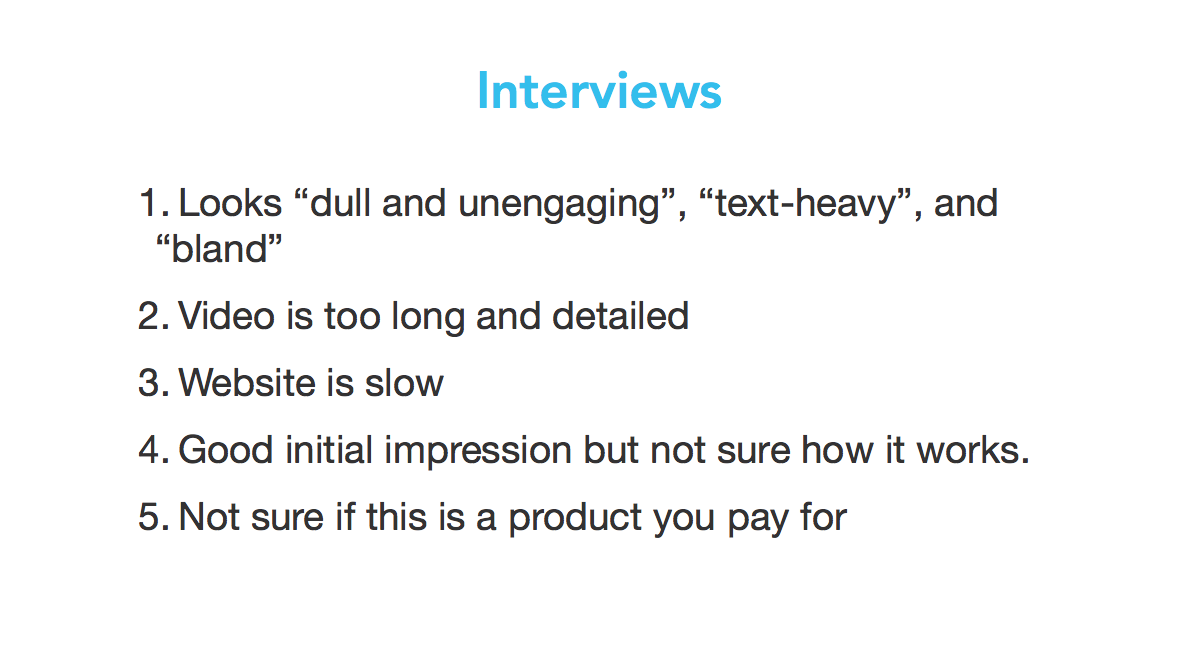 Interviews
1. Looks “dull and unengaging”, “text-heavy”, and
“bland”
2. Video is too long and detailed
3. Website is slow
4. Good initial impression but not sure how it works.
5. Not sure if this is a product you pay for